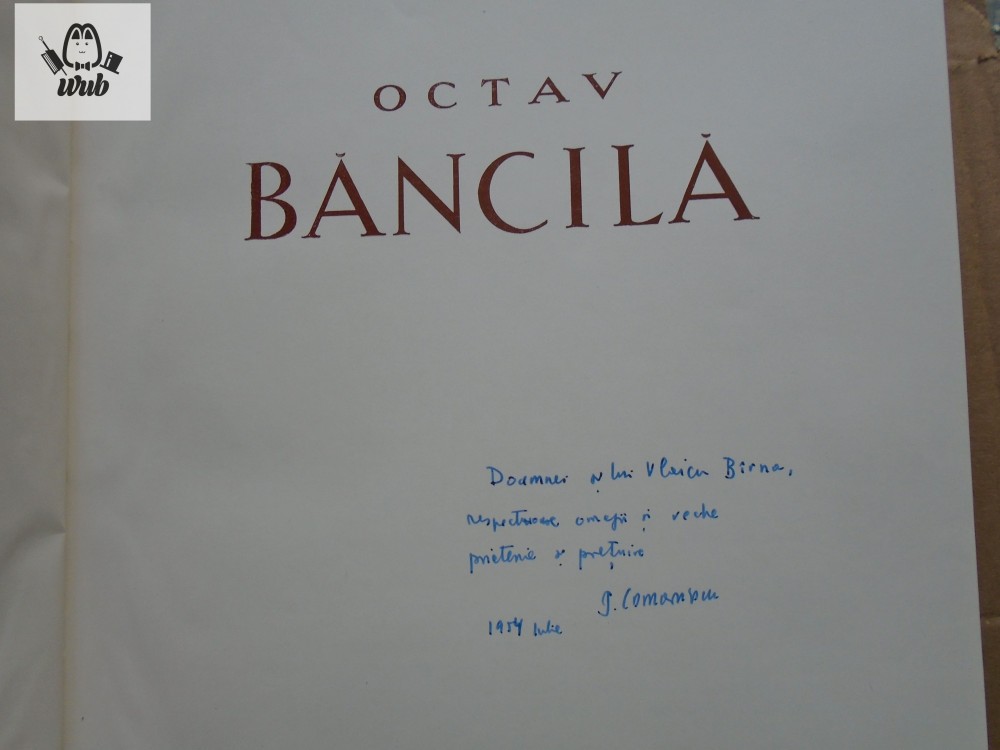 wub
OCTAV
BĂNCILĂ
Doamnei și lui Vlaicu Bîrna,
respectuoase omagii și veche
prietenie și prețuire
P. Comarnescu
1954 Iulie